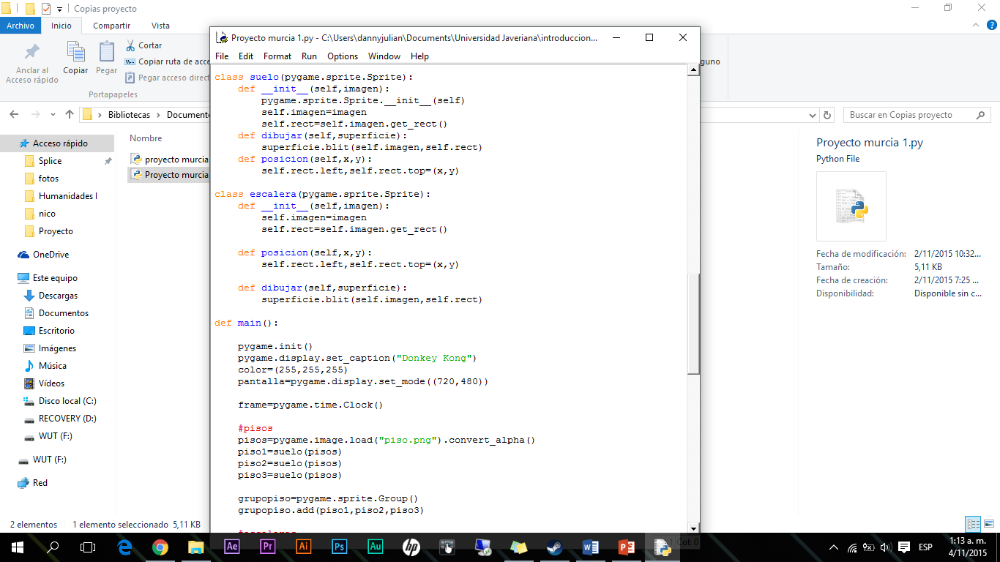 Copias proyecto
Archivo
Inicio
Compartir
Vista
Anclar al
Acceso rápido
Copiar
Pegar
Cortar
Copiar ruta de acce
Pegar acceso direct
Portapapeles
guno
Bibliotecas
Documento
Buscar en Copias proyecto
Acceso rápido
Splice
fotos
Humanidades I
nico
Proyecto
OneDrive
Este equipo
Descargas
Documentos
Escritorio
Imágenes
Música
Vídeos
Disco local (C:)
RECOVERY (D:)
WUT (F:)
WUT (F:)
Red
Nombre
proyecto murcia
Proyecto murcia
2 elementos
1 elemento seleccionado 5,11 KB
Proyecto murcia 1.py - C:\Users\dannyjulian\Documents\Universidad Javeriana\introduccion...
File Edit Format Run Options Window Help
class suelo(pygame.sprite.Sprite):
    def __init__(self,imagen):
        pygame.sprite.Sprite.__init__(self)
        self.imagen=imagen
        self.rect=self.imagen.get_rect()
    def dibujar(self,superficie):
        superficie.blit(self.imagen,self.rect)
    def posicion(self,x,y):
        self.rect.left,self.rect.top=(x,y)
class escalera(pygame.sprite.Sprite):
    def __init__(self,imagen):
        self.imagen=imagen
        self.rect=self.imagen.get_rect()
    def posicion(self,x,y):
        self.rect.left,self.rect.top=(x,y)
    def dibujar(self,superficie):
        superficie.blit(self.imagen,self.rect)
def main():
    pygame.init()
    pygame.display.set_caption("Donkey Kong")
    color=(255,255,255)
    pantalla=pygame.display.set_mode((720,480))
    frame=pygame.time.Clock()
    #pisos
    pisos=pygame.image.load("piso.png").convert_alpha()
    piso1=suelo(pisos)
    piso2=suelo(pisos)
    piso3=suelo(pisos)
    grupopiso=pygame.sprite.Group()
    grupopiso.add(piso1,piso2,piso3)
Proyecto murcia 1.py
Python File
Fecha de modificación: 2/11/2015 10:32...
Tamaño: 5,11 KB
Fecha de creación: 2/11/2015 7:25 ...
Disponibilidad: Disponible sin c...
Ae
Pr
Ai
Ps
Au
hp
1 Col: 0
ESP
1:13 a. m.
4/11/2015